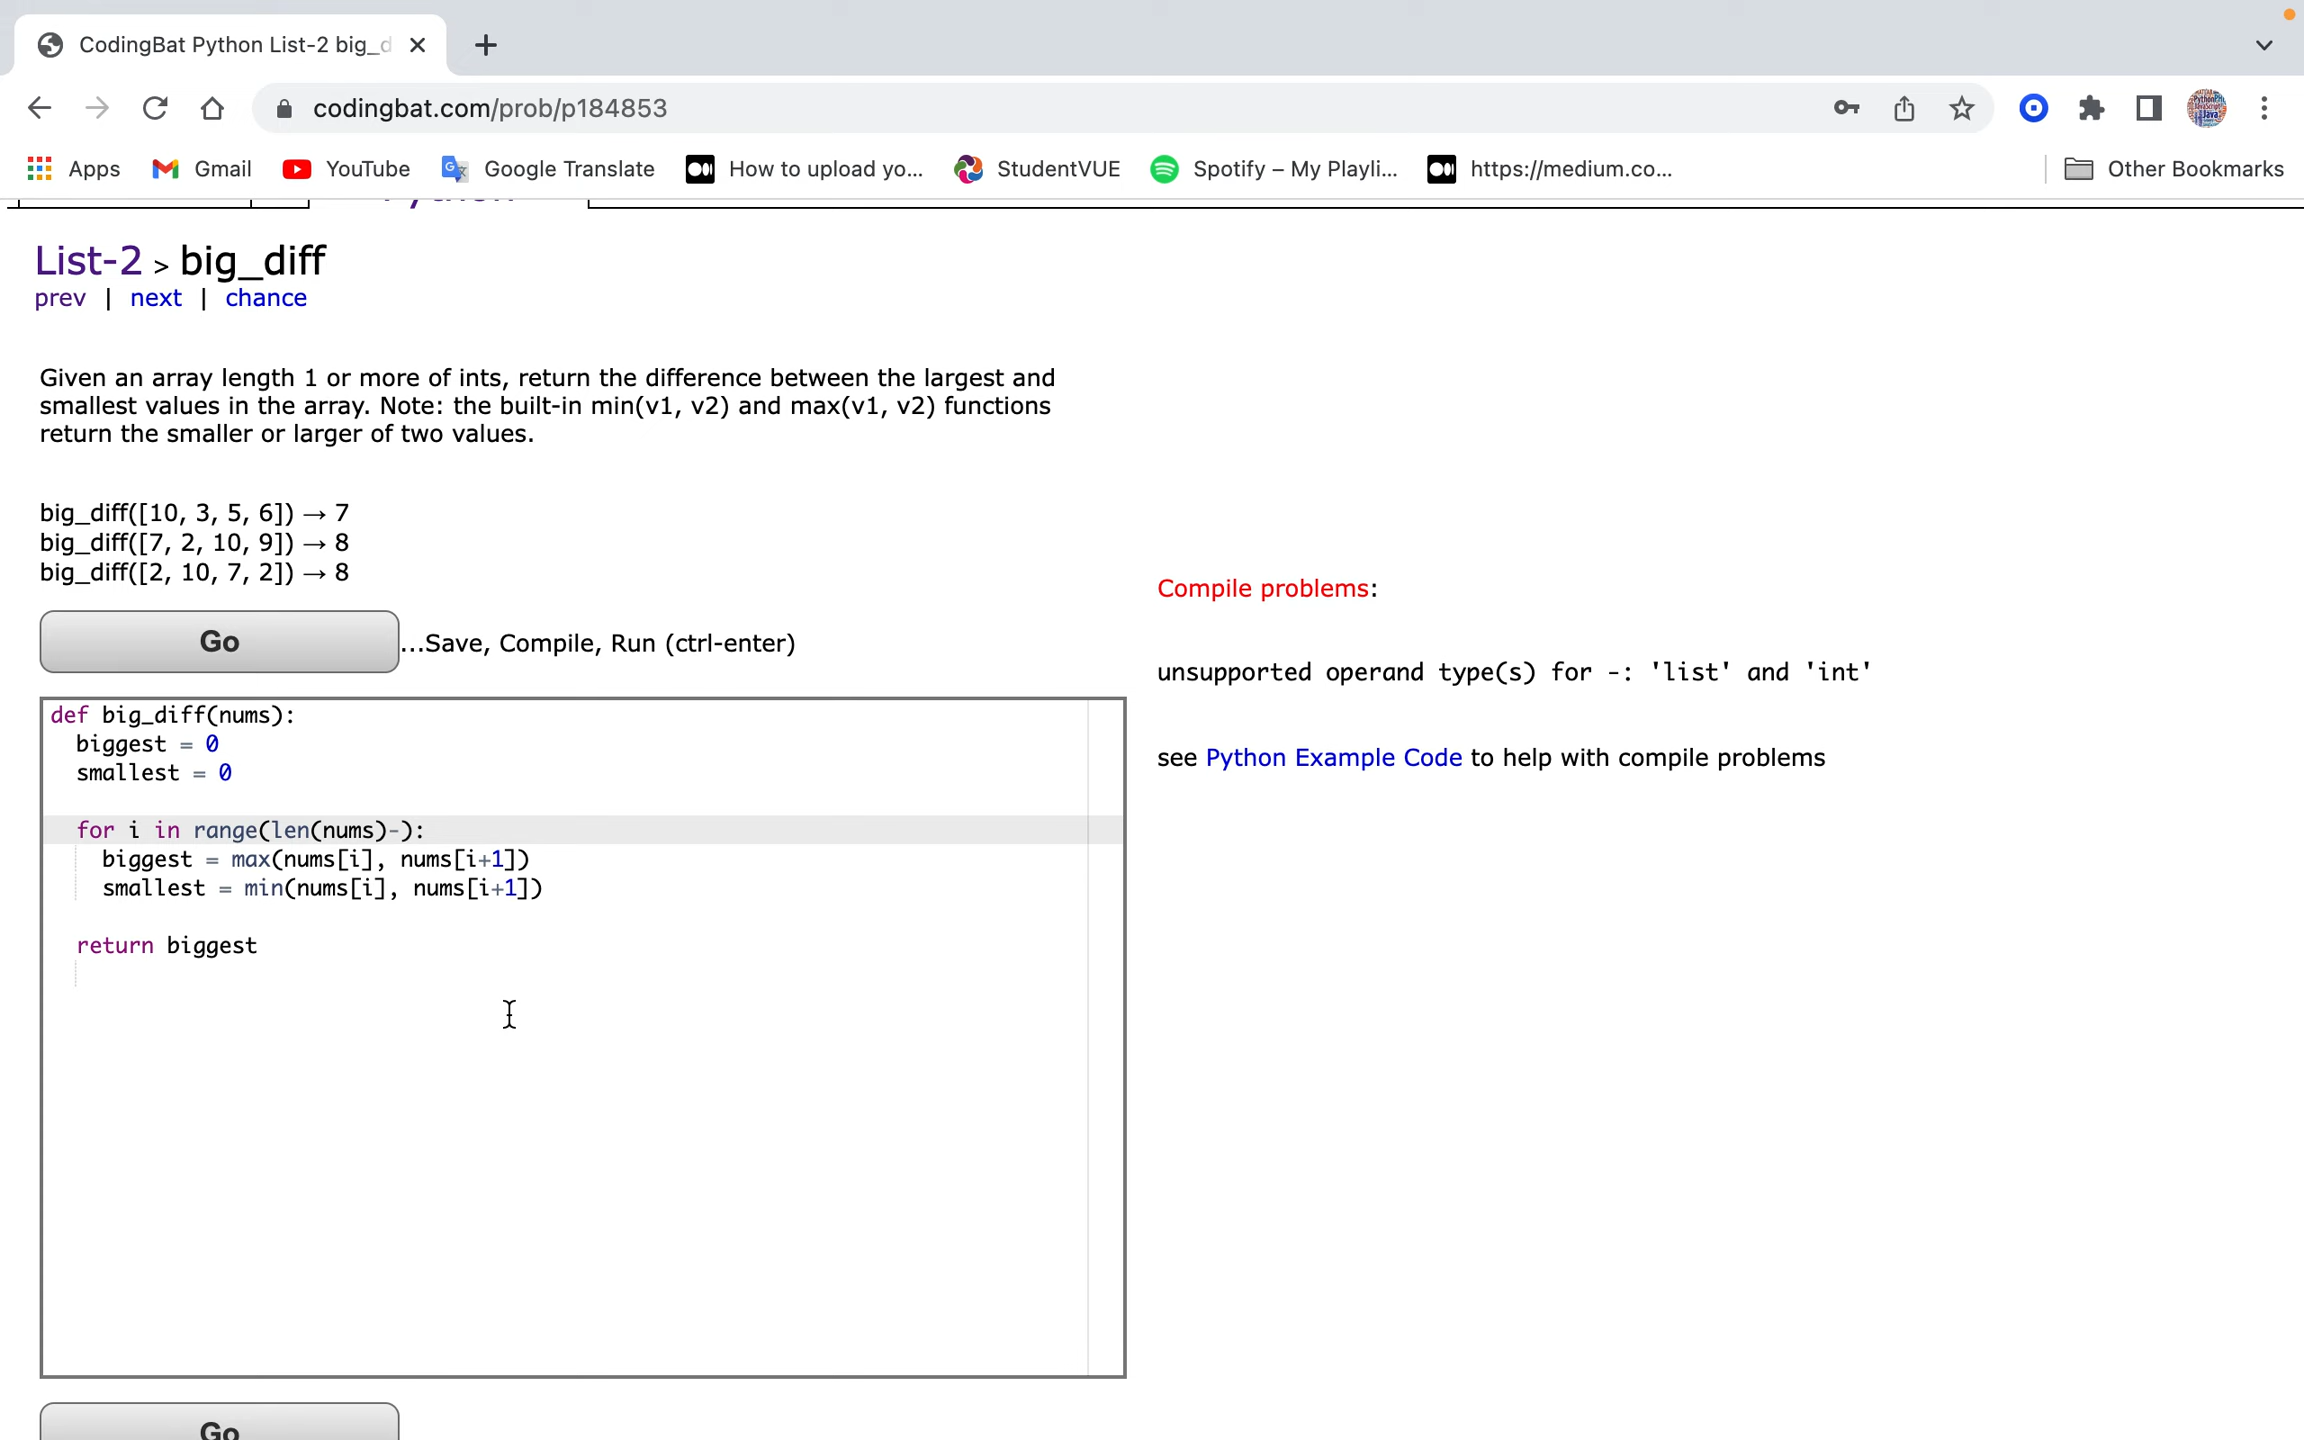 CodingBat Python List-2 big_d
codingbat.com/prob/p184853
Apps Gmail YouTube Google Translate How to upload yo... StudentVUE Spotify – My Playli... https://medium.co... Other Bookmarks
List-2 > big_diff
prev | next | chance
Given an array length 1 or more of ints, return the difference between the largest and
smallest values in the array. Note: the built-in min(v1, v2) and max(v1, v2) functions
return the smaller or larger of two values.
big_diff([10, 3, 5, 6]) → 7
big_diff([7, 2, 10, 9]) → 8
big_diff([2, 10, 7, 2]) → 8
Go ...Save, Compile, Run (ctrl-enter)
def big_diff(nums):
  biggest = 0
  smallest = 0
  for i in range(len(nums)-):
    biggest = max(nums[i], nums[i+1])
    smallest = min(nums[i], nums[i+1])
  return biggest
Go
Compile problems:
unsupported operand type(s) for -: 'list' and 'int'
see Python Example Code to help with compile problems